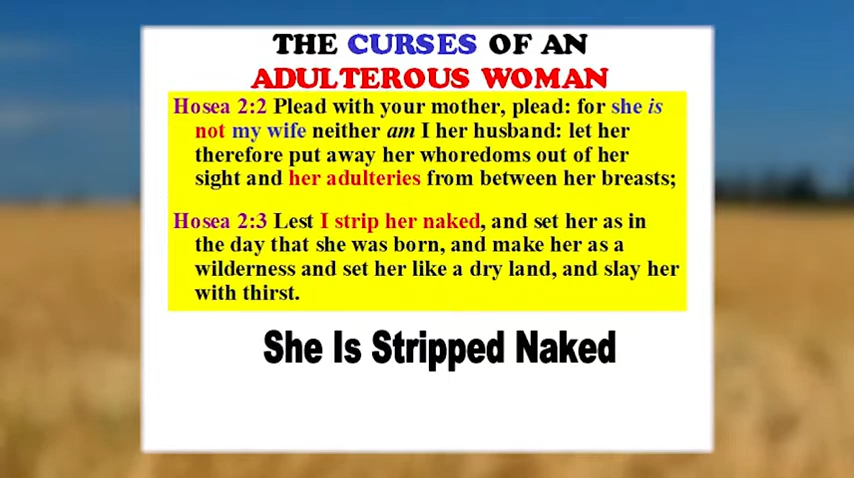 THE CURSES OF AN
ADULTEROUS WOMAN
Hosea 2:2 Plead with your mother, plead: for she is
not my wife neither am I her husband: let her
therefore put away her whoredoms out of her
sight and her adulteries from between her breasts;
Hosea 2:3 Lest I strip her naked, and set her as in
the day that she was born, and make her as a
wilderness and set her like a dry land, and slay her
with thirst.
She Is Stripped Naked